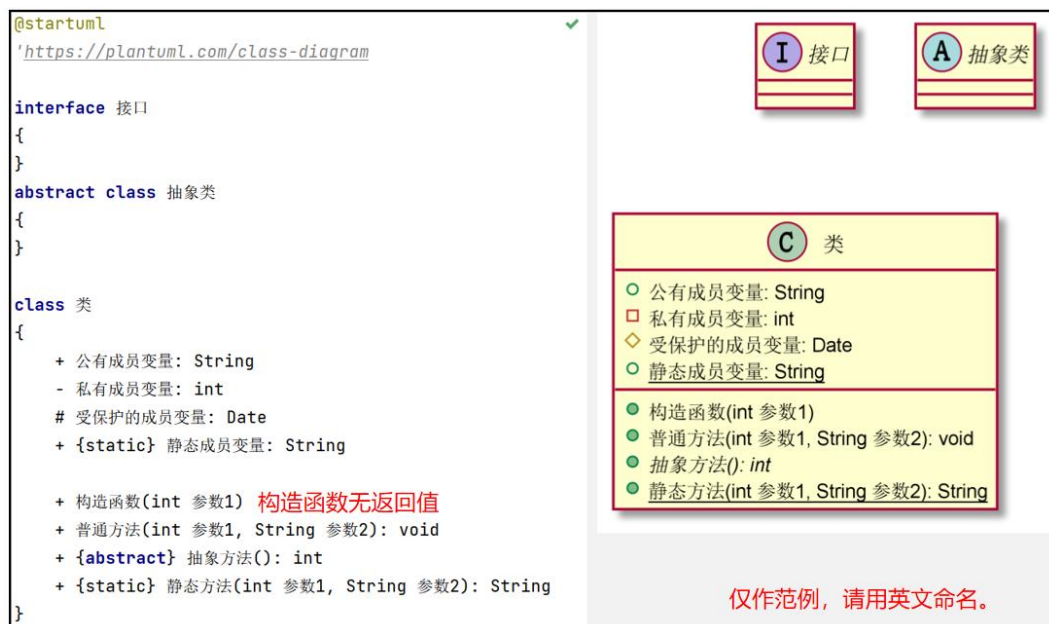 @startuml
'https://plantuml.com/class-diagram
interface 接口
{
}
abstract class 抽象类
{
}
class 类
{
+ 公有成员变量: String
- 私有成员变量: int
# 受保护的成员变量: Date
+ {static} 静态成员变量: String
+ 构造函数(int 参数1) 构造函数无返回值
+ 普通方法(int 参数1, String 参数2): void
+ {abstract} 抽象方法(): int
+ {static} 静态方法(int 参数1, String 参数2): String
}
I 接口
A 抽象类
C 类
公有成员变量: String
私有成员变量: int
受保护的成员变量: Date
静态成员变量: String
构造函数(int 参数1)
普通方法(int 参数1, String 参数2): void
抽象方法(): int
静态方法(int 参数1, String 参数2): String
仅作范例，请用英文命名。